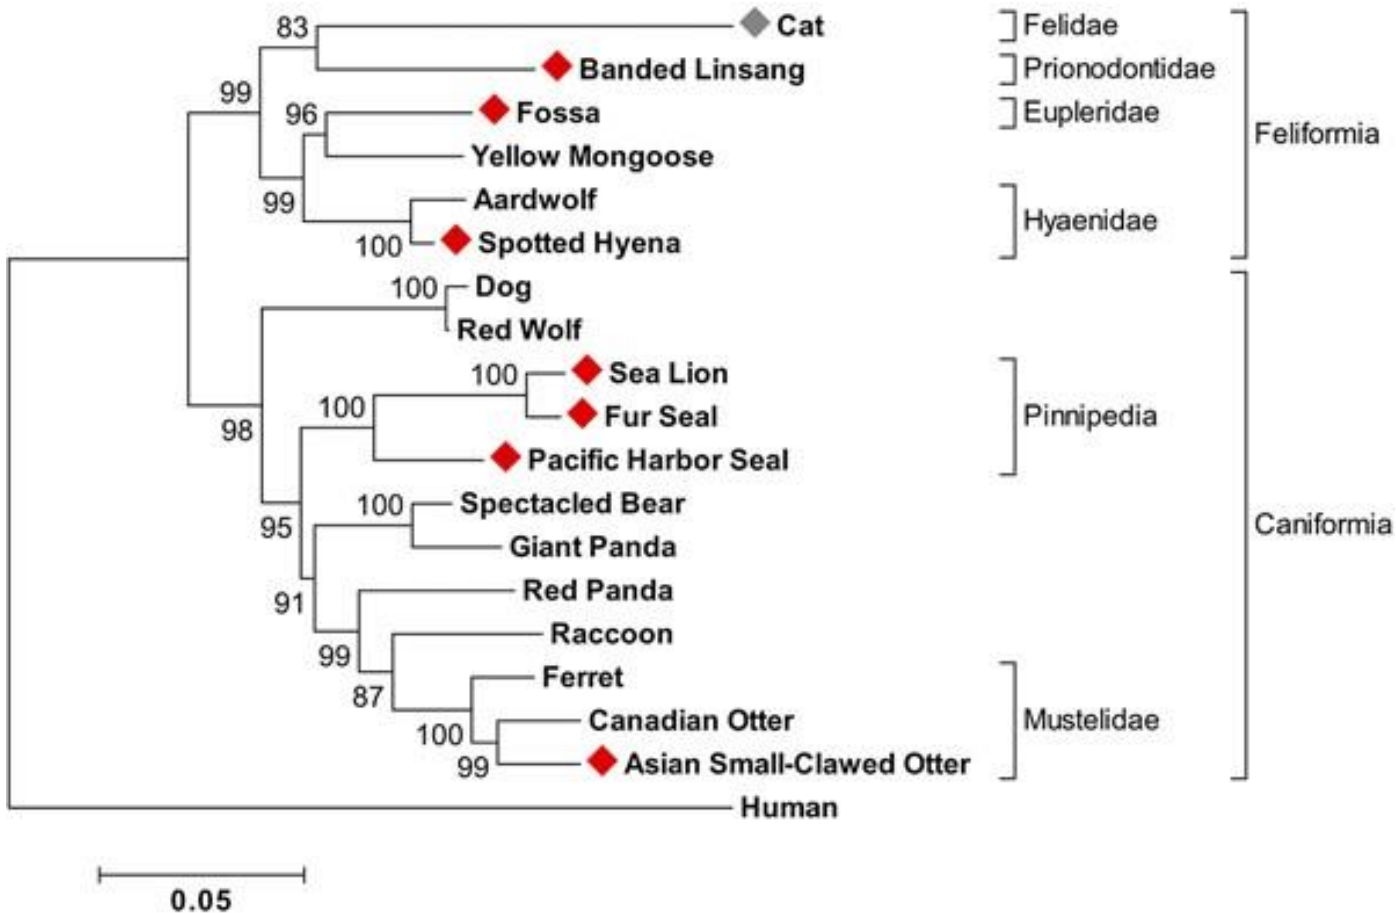 83
Cat
Felidae
Banded Linsang
Prionodontidae
99
96
Fossa
Eupleridae
Feliformia
Yellow Mongoose
99
Aardwolf
Hyaenidae
100
Spotted Hyena
100
Dog
Red Wolf
100
Sea Lion
100
Fur Seal
Pinnipedia
98
Pacific Harbor Seal
100
Spectacled Bear
95
Caniformia
Giant Panda
91
Red Panda
Raccoon
99
Ferret
87
Canadian Otter
Mustelidae
100
99
Asian Small-Clawed Otter
Human
0.05